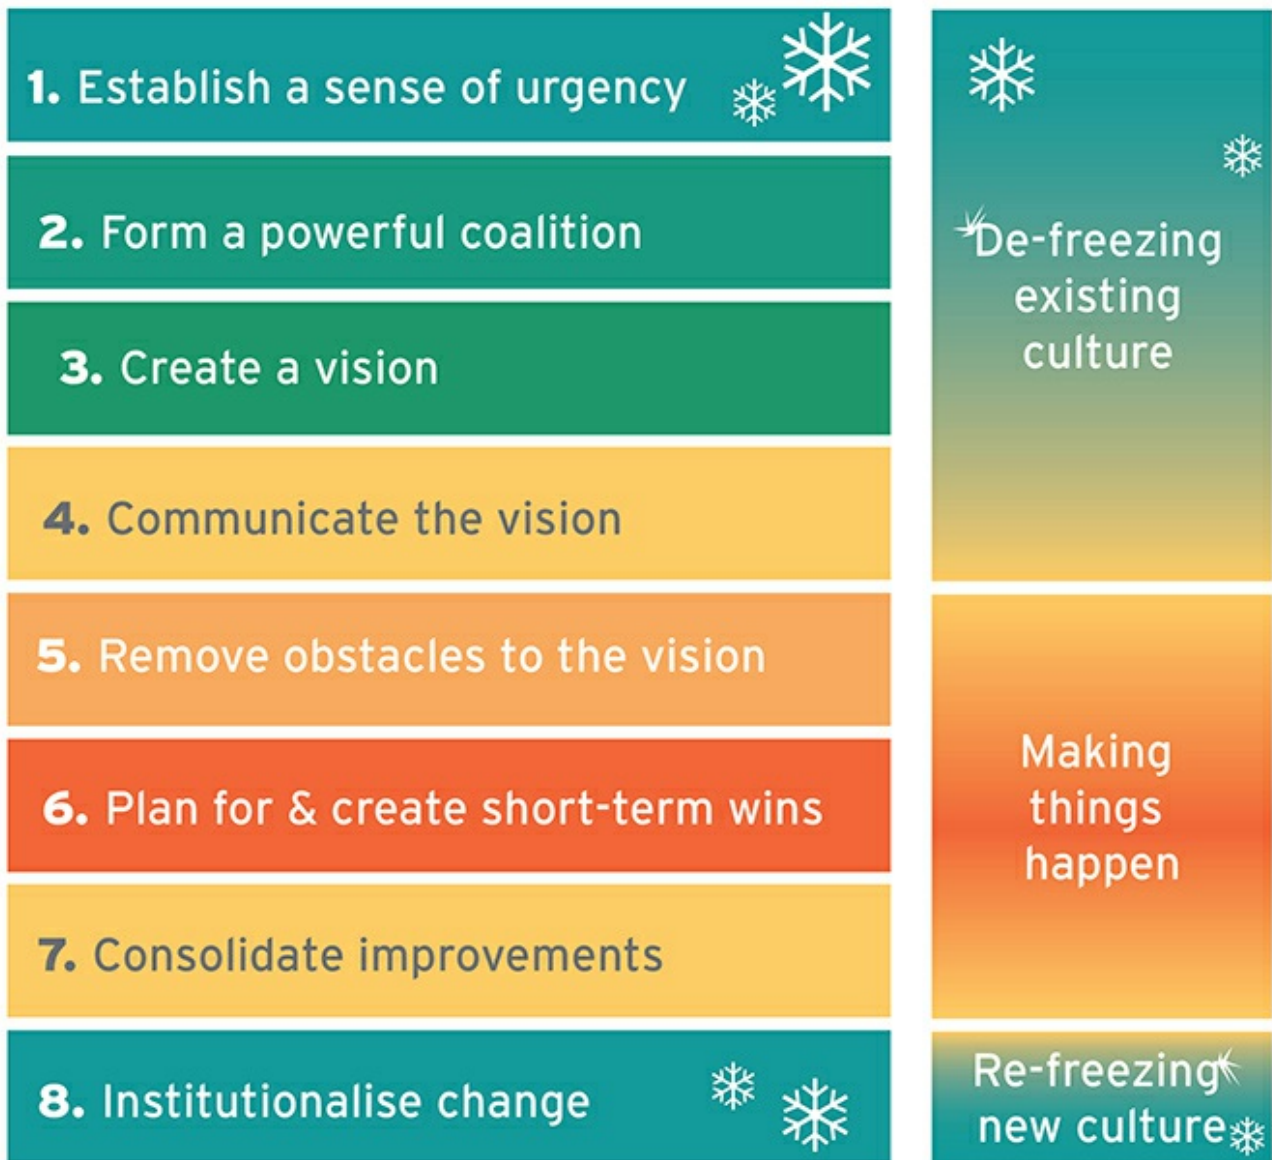 1. Establish a sense of urgency
2. Form a powerful coalition
3. Create a vision
4. Communicate the vision
5. Remove obstacles to the vision
6. Plan for & create short-term wins
7. Consolidate improvements
8. Institutionalise change
De-freezing
existing
culture
Making
things
happen
Re-freezing
new culture